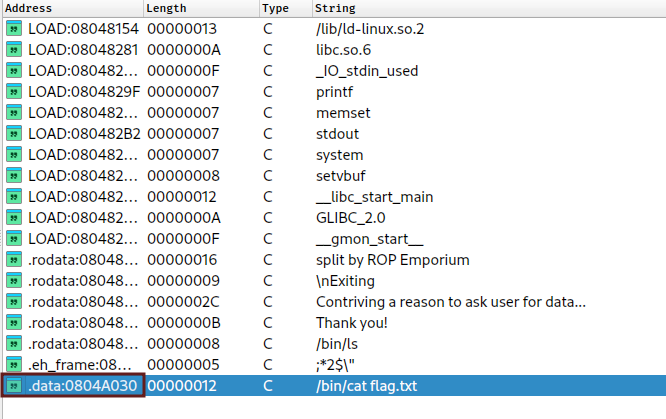 Address Length Type String
LOAD:08048154 00000013 C /lib/ld-linux.so.2
LOAD:08048281 0000000A C libc.so.6
LOAD:080482... 0000000F C _IO_stdin_used
LOAD:0804829F 00000007 C printf
LOAD:080482... 00000007 C memset
LOAD:080482B2 00000007 C stdout
LOAD:080482... 00000007 C system
LOAD:080482... 00000008 C setvbuf
LOAD:080482... 00000012 C __libc_start_main
LOAD:080482... 0000000A C GLIBC_2.0
LOAD:080482... 0000000F C __gmon_start__
.rodata:08048... 00000016 C split by ROP Emporium
.rodata:08048... 00000009 C \nExiting
.rodata:08048... 0000002C C Contriving a reason to ask user for data...
.rodata:08048... 0000000B C Thank you!
.rodata:08048... 00000008 C /bin/ls
.eh_frame:08... 00000005 C ;*2$\"
.data:0804A030 00000012 C /bin/cat flag.txt